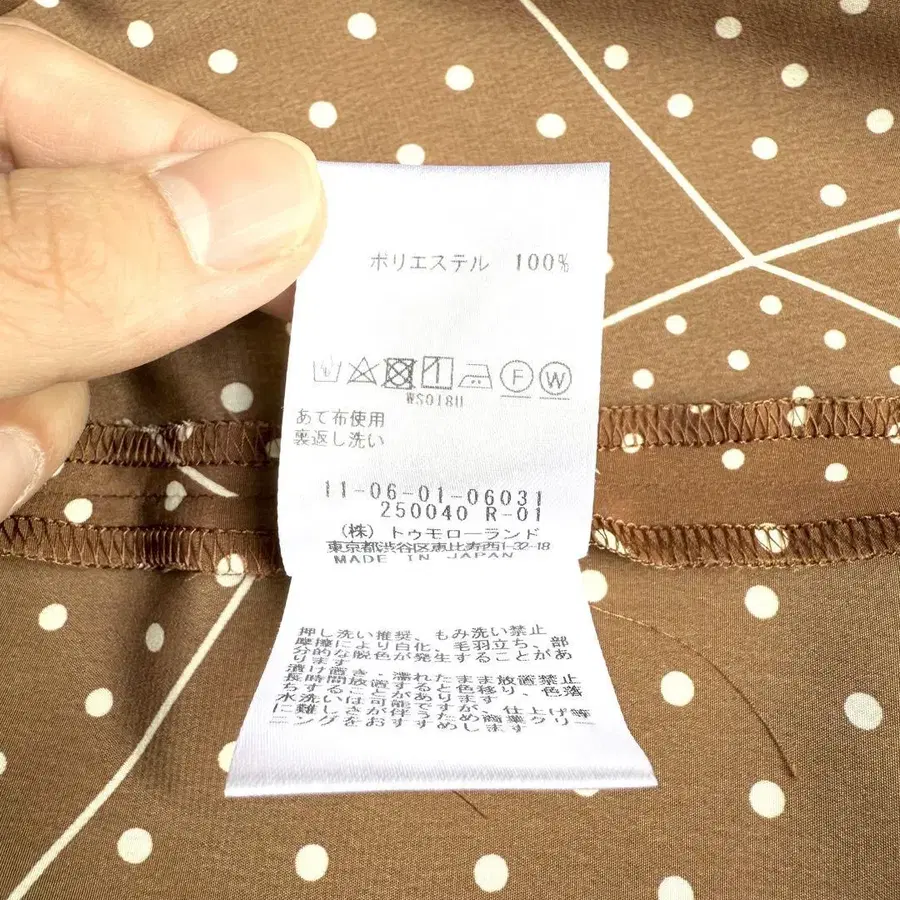 ポリエステル 100%
F W
WS018U
あて布使用
裏返し洗い
11-06-01-06031
250040 R-01
(株) トゥモローランド
東京都渋谷区恵比寿西1-32-18
MADE IN JAPAN
押し洗い推奨、もみ洗い禁止
摩擦により白化、毛羽立ち、部
分的な脱色が発生することがあ
ります
漬け置き・濡れたまま放置禁止
長時間放置すると色移り、色落
ちすることがあります
水洗いは可能ですが、仕上げ等
に難しさが伴うため商業クリー
ニングをおすすめします